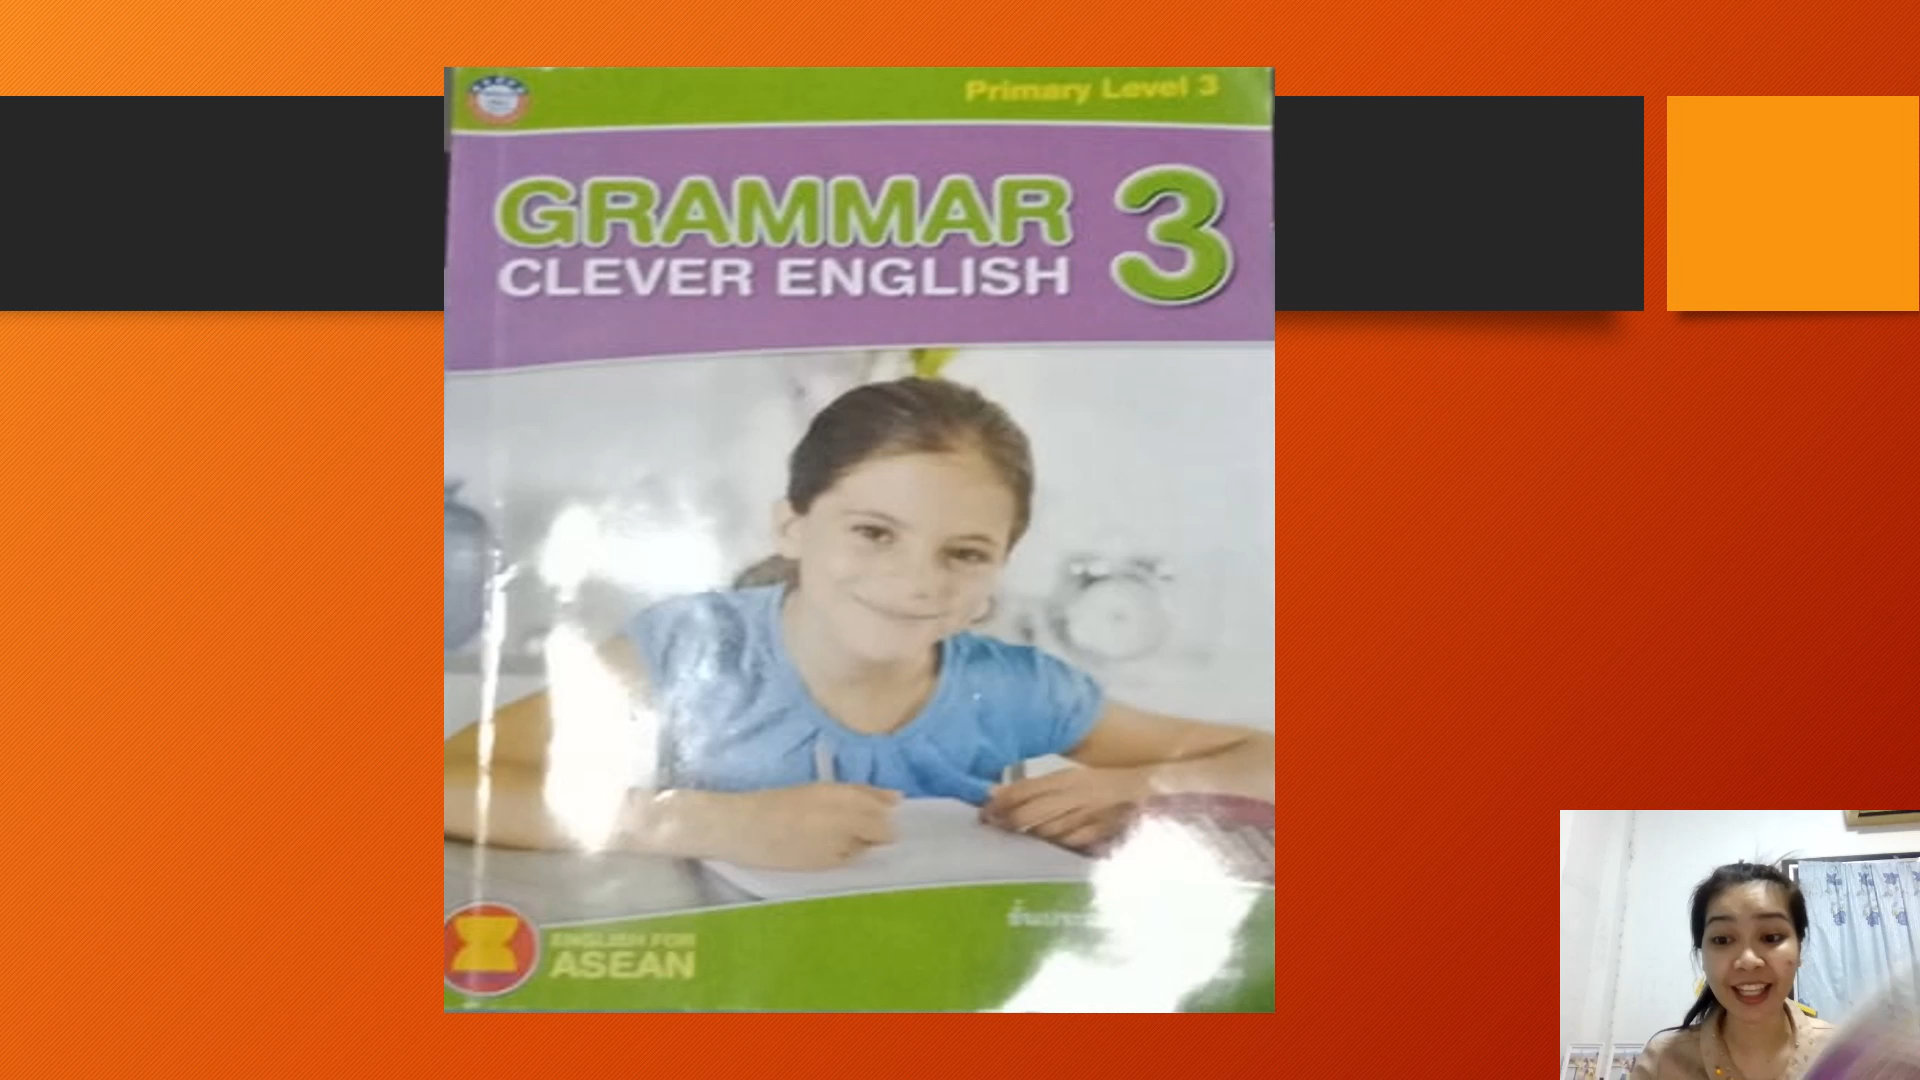 Primary Level 3
GRAMMAR 3
CLEVER ENGLISH
ENGLISH FOR
ASEAN